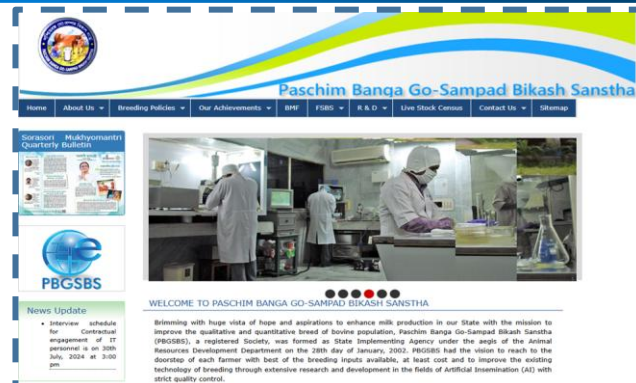 Paschim Banga Go-Sampad Bikash Sanstha
Home About Us Breeding Policies Our Achievements BMF FSBS R & D Live Stock Census Contact Us Sitemap
Sorasori Mukhyomantri
Quarterly Bulletin
e
PBGSBS
News Update
Interview schedule
for Contractual
engagement of IT
personnel is on 30th
July, 2024 at 3:00
pm
WELCOME TO PASCHIM BANGA GO-SAMPAD BIKASH SANSTHA
Brimming with huge vista of hope and aspirations to enhance milk production in our State with the mission to
improve the qualitative and quantitative breed of bovine population, Paschim Banga Go-Sampad Bikash Sanstha
(PBGSBS), a registered Society, was formed as State Implementing Agency under the aegis of the Animal
Resources Development Department on the 28th day of January, 2002. PBGSBS had the vision to reach to the
doorstep of each farmer with best of the breeding inputs available, at least cost and to improve the existing
technology of breeding through extensive research and development in the fields of Artificial Insemination (AI) with
strict quality control.